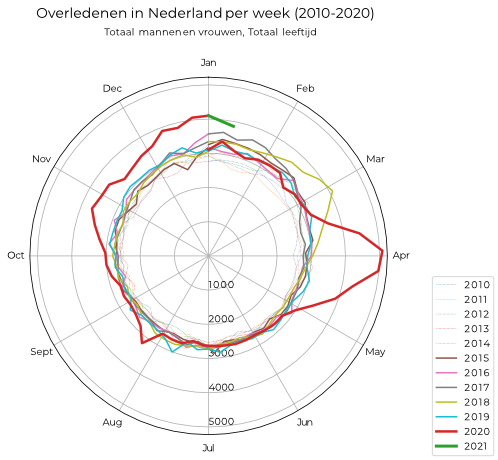 Overledenen in Nederland per week (2010-2020)
Totaal mannen en vrouwen, Totaal leeftijd
Jan
Dec
Feb
Nov
Mar
Oct
Apr
1000
2000
3000
4000
5000
Sept
May
Aug
Jun
Jul
2010
2011
2012
2013
2014
2015
2016
2017
2018
2019
2020
2021